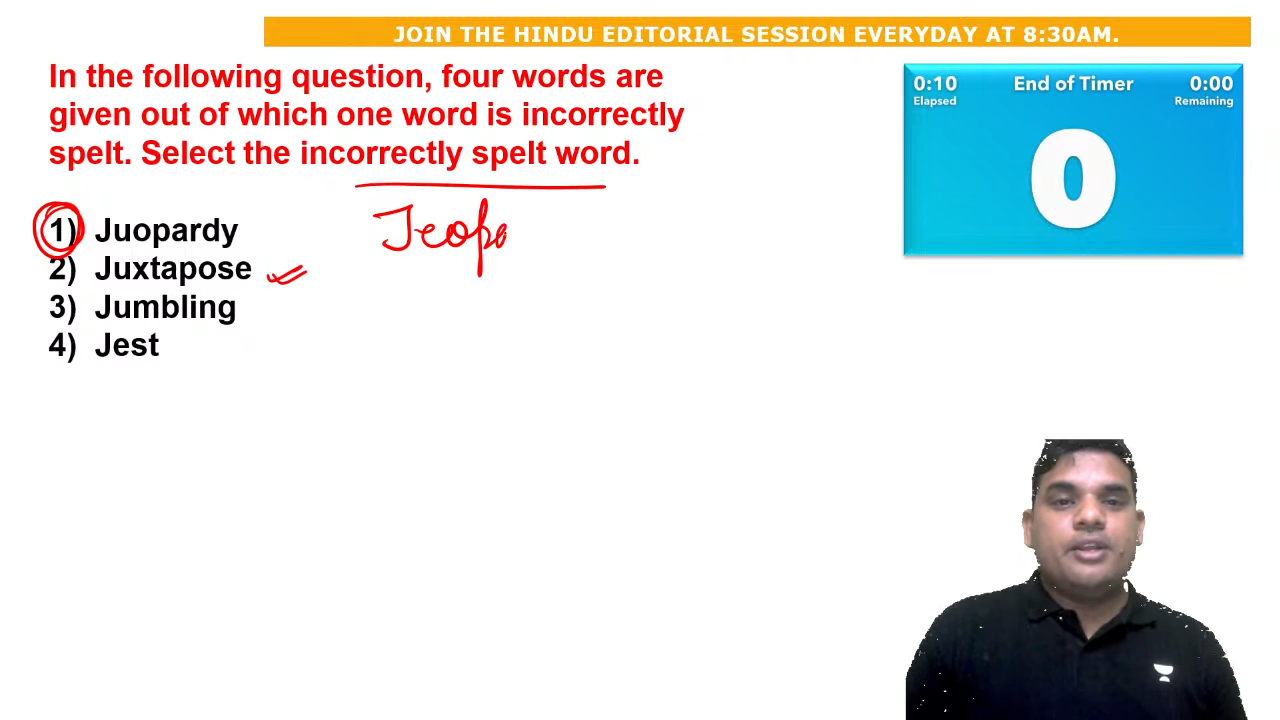 JOIN THE HINDU EDITORIAL SESSION EVERYDAY AT 8:30AM.
In the following question, four words are
given out of which one word is incorrectly
spelt. Select the incorrectly spelt word.
1) Juopardy
2) Juxtapose
3) Jumbling
4) Jest
Jeopa
0:10 End of Timer 0:00
Elapsed Remaining
0